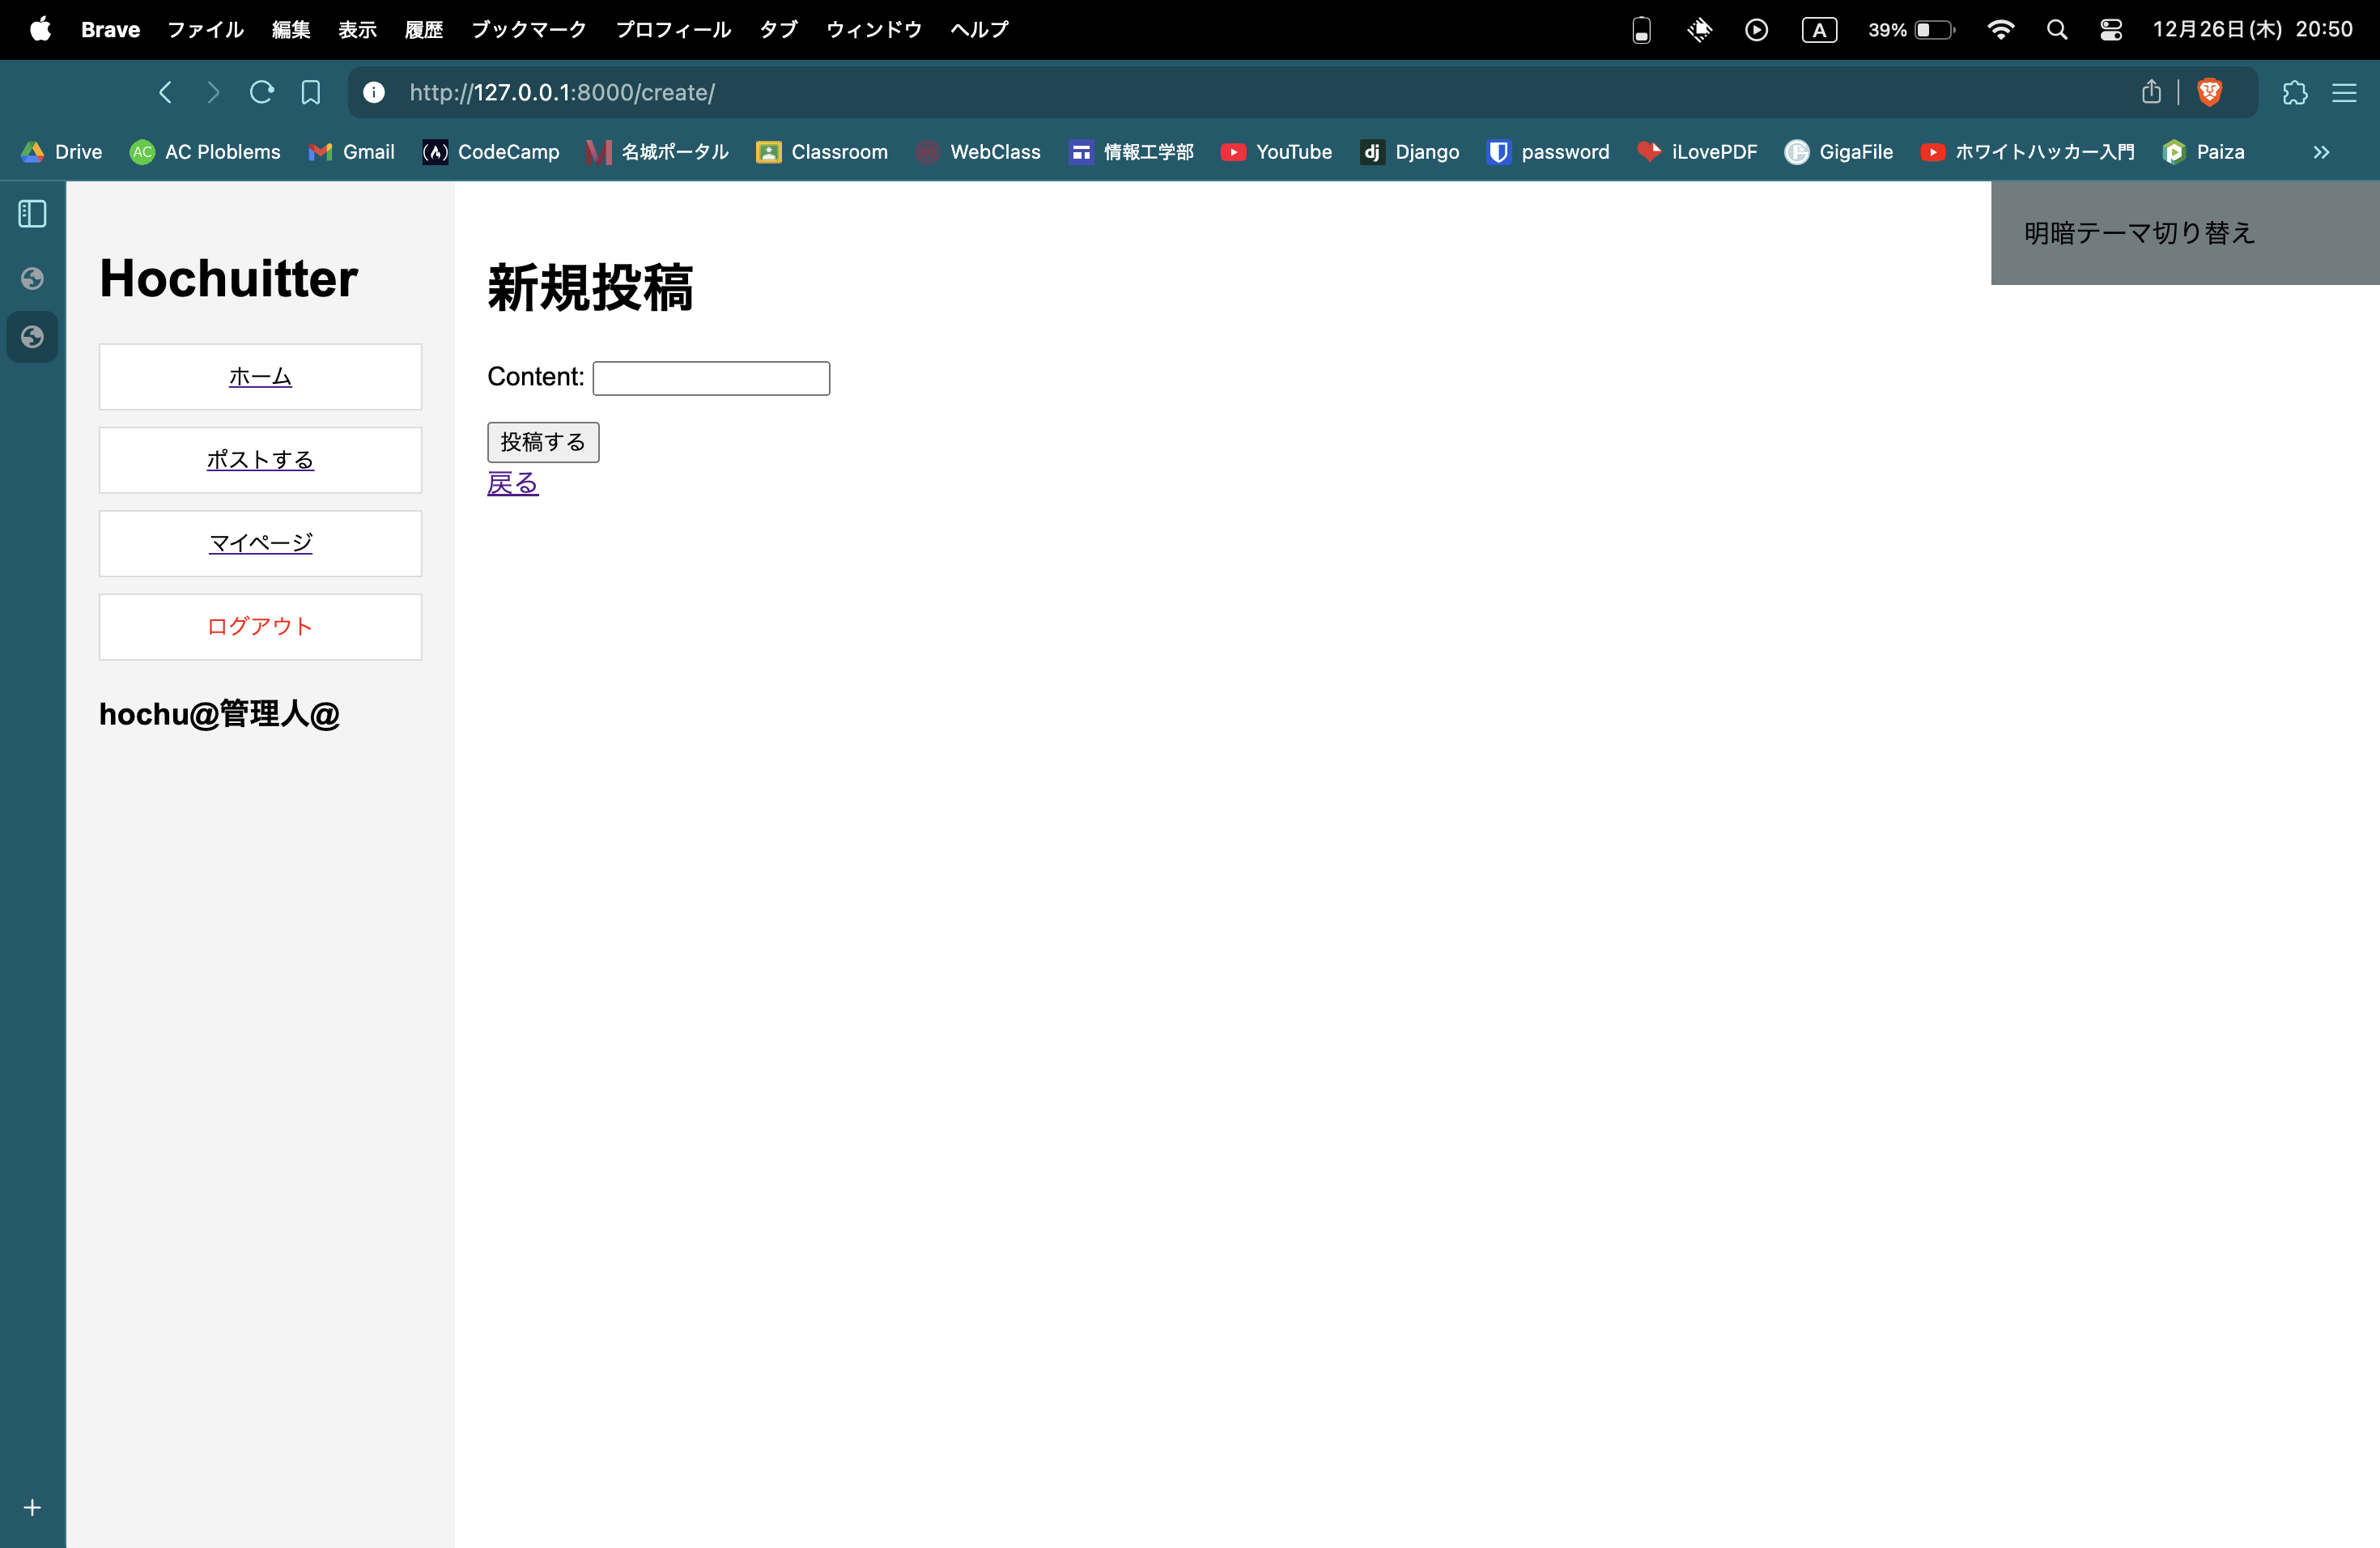 Brave ファイル 編集 表示 履歴 ブックマーク プロフィール タブ ウィンドウ ヘルプ A 39% 12月26日(木) 20:50
http://127.0.0.1:8000/create/
Drive AC AC Ploblems Gmail CodeCamp 名城ポータル Classroom WebClass 情報工学部 YouTube dj Django password iLovePDF GigaFile ホワイトハッカー入門 Paiza
Hochuitter
ホーム
ポストする
マイページ
ログアウト
hochu@管理人@
新規投稿
Content:
投稿する
戻る
明暗テーマ切り替え